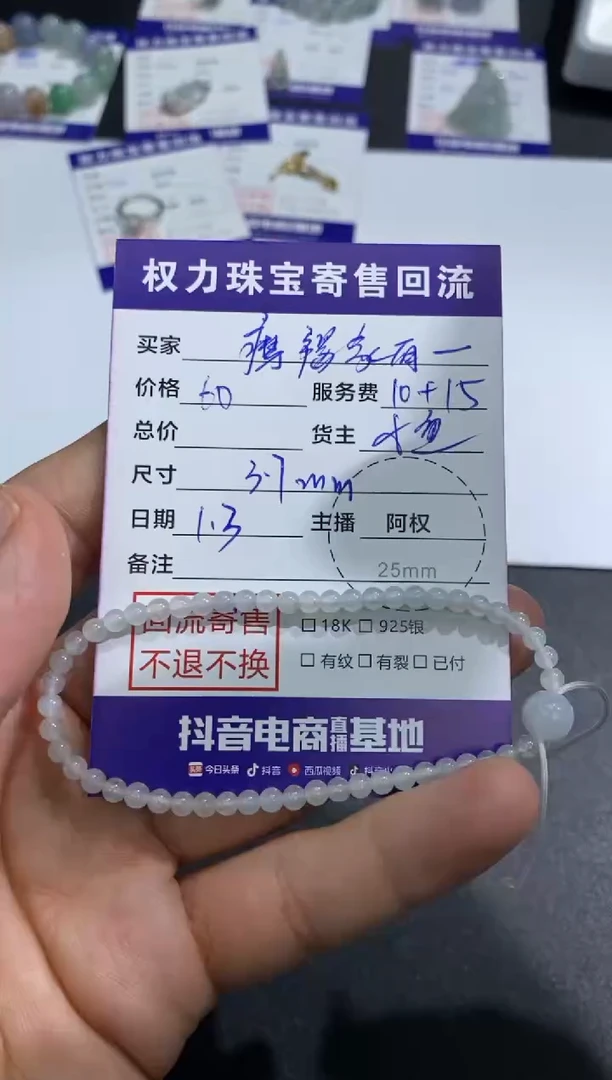 权力珠宝寄售回流
买家
价格 60 服务费 10+15
总价 货主
尺寸 3.7mm
日期 1.3 主播 阿权
备注
25mm
回流寄售 □ 18K □ 925银
不退不换 □ 有纹 □ 有裂 □ 已付
抖音电商直播基地
今日头条 抖音 西瓜视频